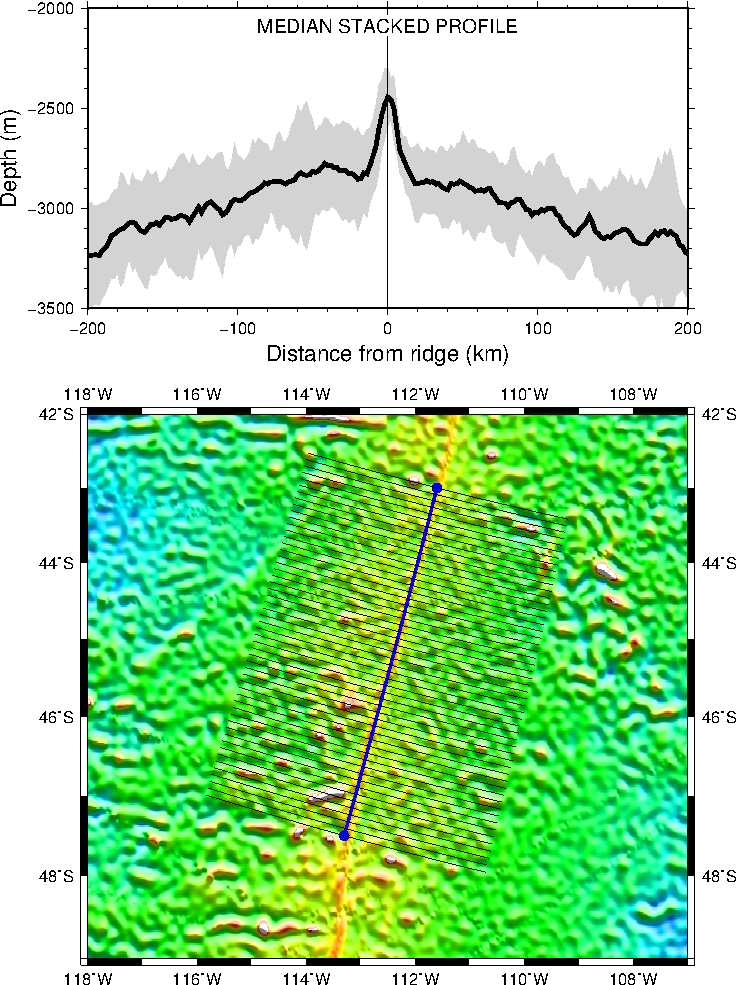 −2000
MEDIAN STACKED PROFILE
−2500
Depth (m)
−3000
−3500
−200 −100 0 100 200
Distance from ridge (km)
118˚W 116˚W 114˚W 112˚W 110˚W 108˚W
42˚S 42˚S
44˚S 44˚S
46˚S 46˚S
48˚S 48˚S
118˚W 116˚W 114˚W 112˚W 110˚W 108˚W